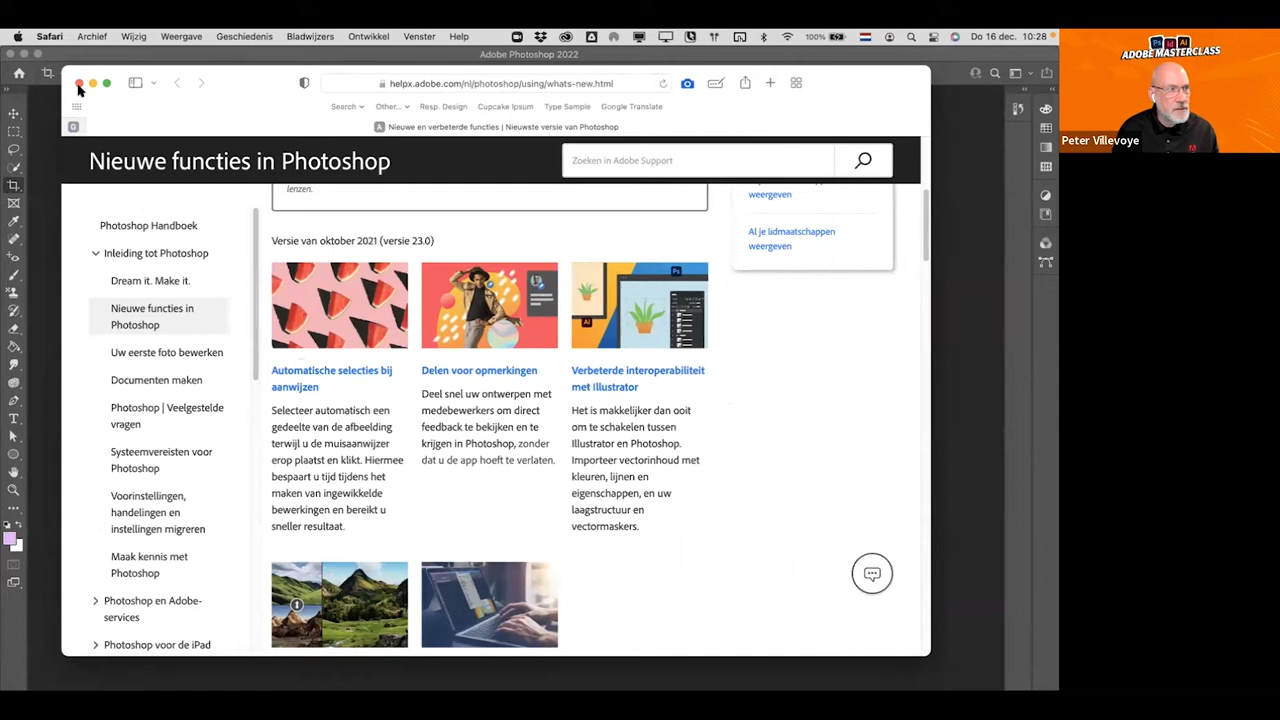 Safari Archief Wijzig Weergave Geschiedenis Bladwijzers Ontwikkel Venster Help 100% Do 16 dec. 10:28
Adobe Photoshop 2022
helpx.adobe.com/nl/photoshop/using/whats-new.html
Search Other... Resp. Design Cupcake Ipsum Type Sample Google Translate
Nieuwe en verbeterde functies | Nieuwste versie van Photoshop
Nieuwe functies in Photoshop
Zoeken in Adobe Support
Photoshop Handboek
Inleiding tot Photoshop
Dream it. Make it.
Nieuwe functies in
Photoshop
Uw eerste foto bewerken
Documenten maken
Photoshop | Veelgestelde
vragen
Systeemvereisten voor
Photoshop
Voorinstellingen,
handelingen en
instellingen migreren
Maak kennis met
Photoshop
Photoshop en Adobe-
services
Photoshop voor de iPad
lenzen.
Versie van oktober 2021 (versie 23.0)
Automatische selecties bij
aanwijzen
Selecteer automatisch een
gedeelte van de afbeelding
terwijl u de muisaanwijzer
erop plaatst en klikt. Hiermee
bespaart u tijd tijdens het
maken van ingewikkelde
bewerkingen en bereikt u
sneller resultaat.
Delen voor opmerkingen
Deel snel uw ontwerpen met
medebewerkers om direct
feedback te bekijken en te
krijgen in Photoshop, zonder
dat u de app hoeft te verlaten.
Ps
Ai
Verbeterde interoperabiliteit
met Illustrator
Het is makkelijker dan ooit
om te schakelen tussen
Illustrator en Photoshop.
Importeer vectorinhoud met
kleuren, lijnen en
eigenschappen, en uw
laagstructuur en
vectormaskers.
weergeven
Al je lidmaatschappen
weergeven
Ps Id Ai
ADOBE MASTERCLASS
Peter Villevoye